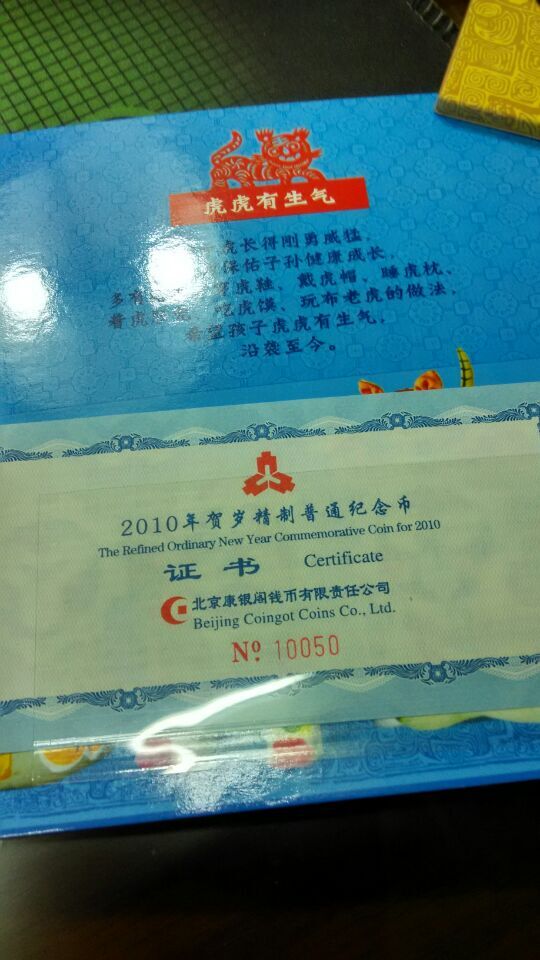 虎虎有生气
虎长得刚勇威猛,
保佑子孙健康成长,
多有 虎鞋、戴虎帽、睡虎枕、
着虎 吃虎馍、玩布老虎的做法,
希望孩子虎虎有生气,
沿袭至今。
2010年贺岁精制普通纪念币
The Refined Ordinary New Year Commemorative Coin for 2010
证书 Certificate
北京康银阁钱币有限责任公司
Beijing Coingot Coins Co., Ltd.
Nº 10050